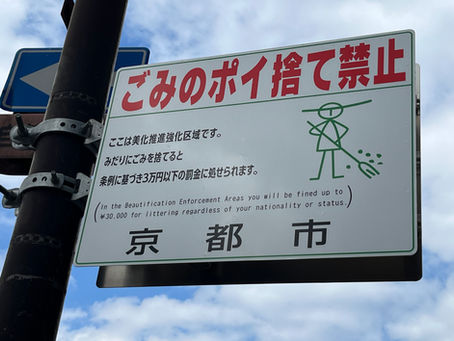 ごみのポイ捨て禁止
ここは美化推進強化区域です。
みだりにごみを捨てると
条例に基づき3万円以下の罰金に処せられます。
(In the Beautification Enforcement Areas you will be fined up to
¥30,000 for littering regardless of your nationality or status.)
京都市